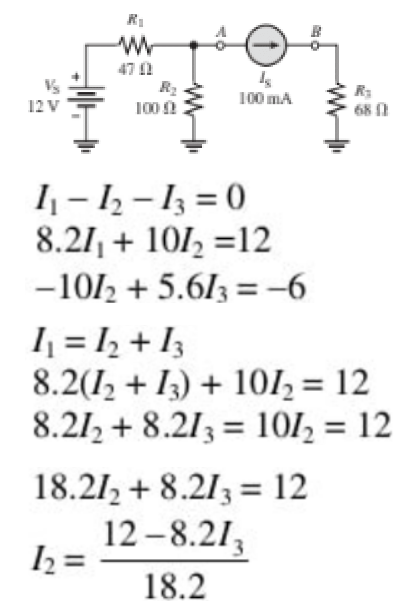 R₁
47 Ω
A
B
Vs
12 V
+
-
R₂
100 Ω
Is
100 mA
R₃
68 Ω
I₁ – I₂ – I₃ = 0
8.2I₁ + 10I₂ =12
–10I₂ + 5.6I₃ = –6
I₁ = I₂ + I₃
8.2(I₂ + I₃) + 10I₂ = 12
8.2I₂ + 8.2I₃ = 10I₂ = 12
18.2I₂ + 8.2I₃ = 12
I₂ = (12 – 8.2I₃) / 18.2